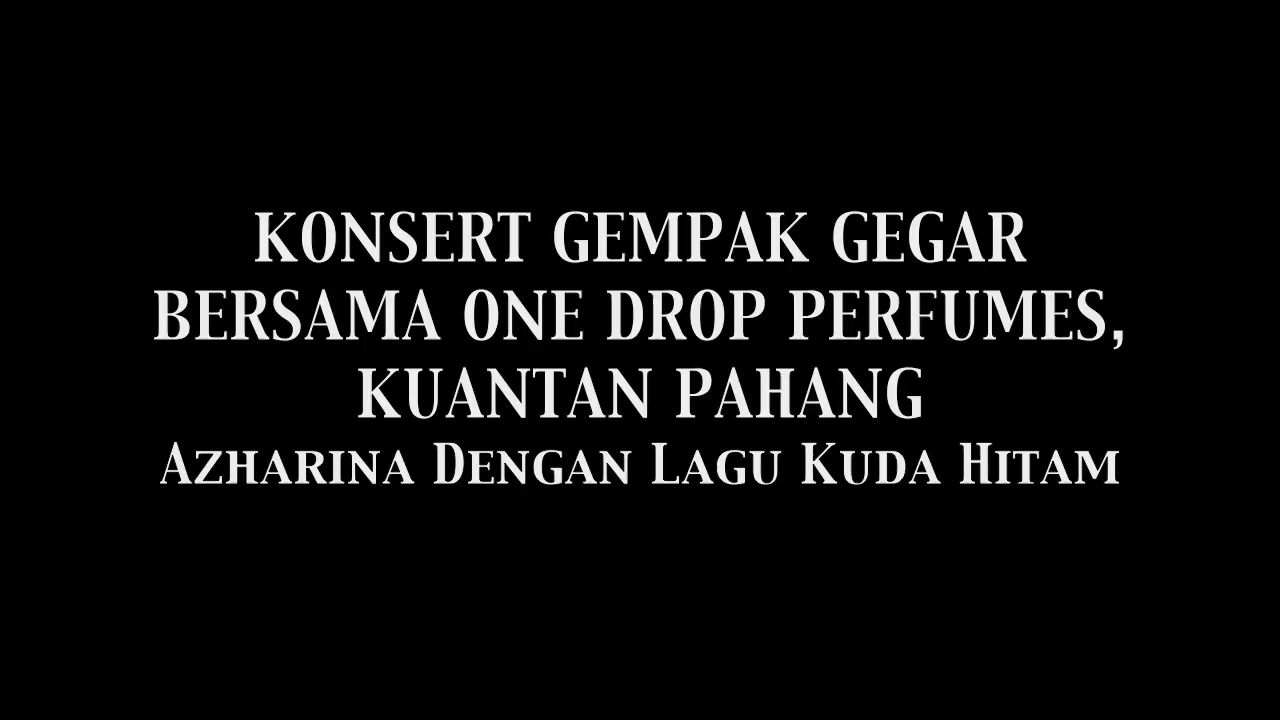 KONSERT GEMPAK GEGAR
BERSAMA ONE DROP PERFUMES,
KUANTAN PAHANG
Azharina Dengan Lagu Kuda Hitam